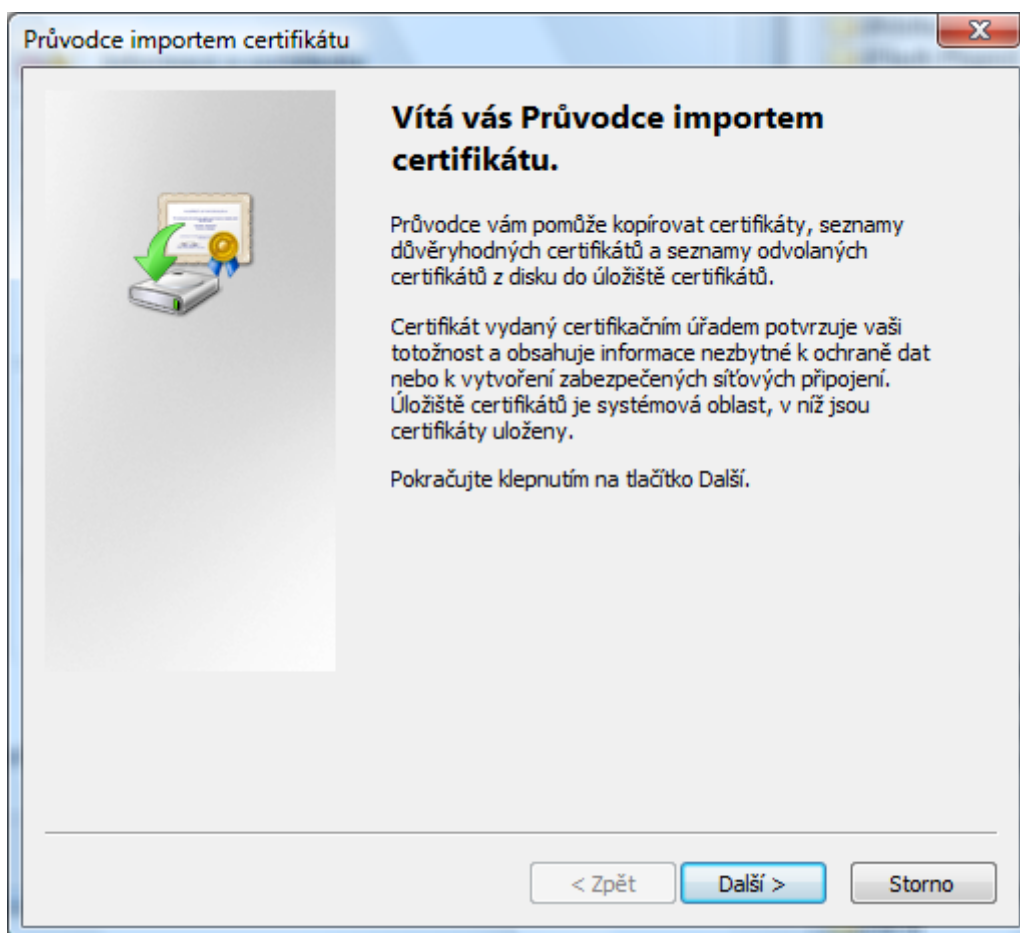 Průvodce importem certifikátu
Vítá vás Průvodce importem
certifikátu.
Průvodce vám pomůže kopírovat certifikáty, seznamy
důvěryhodných certifikátů a seznamy odvolaných
certifikátů z disku do úložiště certifikátů.
Certifikát vydaný certifikačním úřadem potvrzuje vaši
totožnost a obsahuje informace nezbytné k ochraně dat
nebo k vytvoření zabezpečených síťových připojení.
Úložiště certifikátů je systémová oblast, v níž jsou
certifikáty uloženy.
Pokračujte klepnutím na tlačítko Další.
< Zpět
Další >
Storno